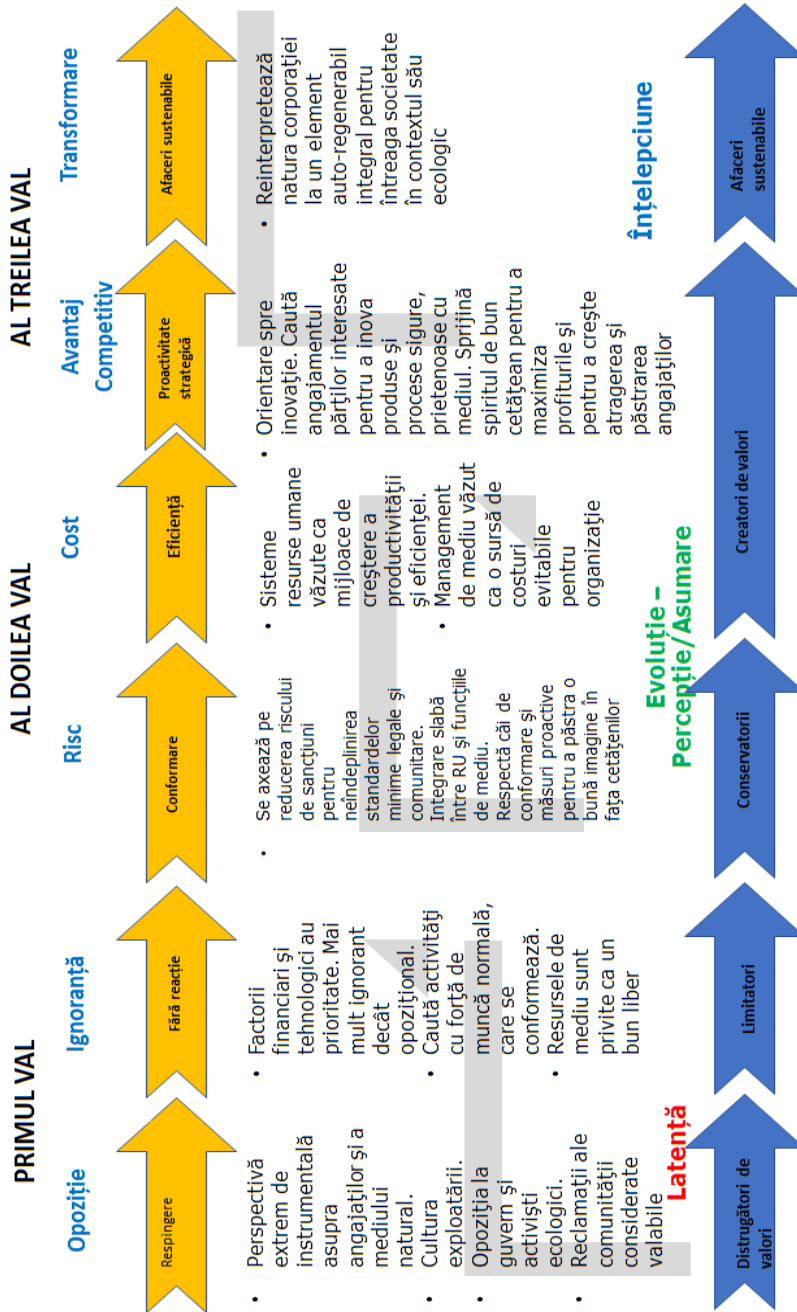 PRIMUL VAL
AL DOILEA VAL
AL TREILEA VAL
Opoziție
Ignoranță
Risc
Cost
Avantaj
Competitiv
Transformare
Respingere
Fără reacție
Conformare
Eficiență
Proactivitate
strategică
Afaceri sustenabile
• Perspectivă
extrem de
instrumentală
asupra
angajaților și a
mediului
natural.
• Cultura
exploatării.
• Opoziția la
guvern și
activiști
ecologici.
• Reclamații ale
comunității
considerate
valabile
• Factorii
financiari și
tehnologici au
prioritate. Mai
mult ignorant
decât
opozițional.
• Caută activități
cu forță de
muncă normală,
care se
conformează.
• Resursele de
mediu sunt
privite ca un
bun liber
• Se axează pe
reducerea riscului
de sancțiuni
pentru
neîndeplinirea
standardelor
minime legale și
comunitare.
Integrare slabă
între RU și funcțiile
de mediu.
Respectă căi de
conformare și
măsuri proactive
pentru a păstra o
bună imagine în
fața cetățenilor
• Sisteme
resurse umane
văzute ca
mijloace de
creștere a
productivității
și eficienței.
• Management
de mediu văzut
ca o sursă de
costuri
evitabile
pentru
organizație
• Orientare spre
inovație. Caută
angajamentul
părților interesate
pentru a inova
produse și
procese sigure,
prietenoase cu
mediul. Sprijină
spiritul de bun
cetățean pentru a
maximiza
profiturile și
pentru a crește
atragerea și
păstrarea
angajaților
• Reinterpretează
natura corporației
la un element
auto-regenerabil
integral pentru
întreaga societate
în contextul său
ecologic
Latență
Evoluție –
Percepție/Asumare
Înțelepciune
Distrugători de
valori
Limitatori
Conservatorii
Creatori de valori
Afaceri
sustenabile